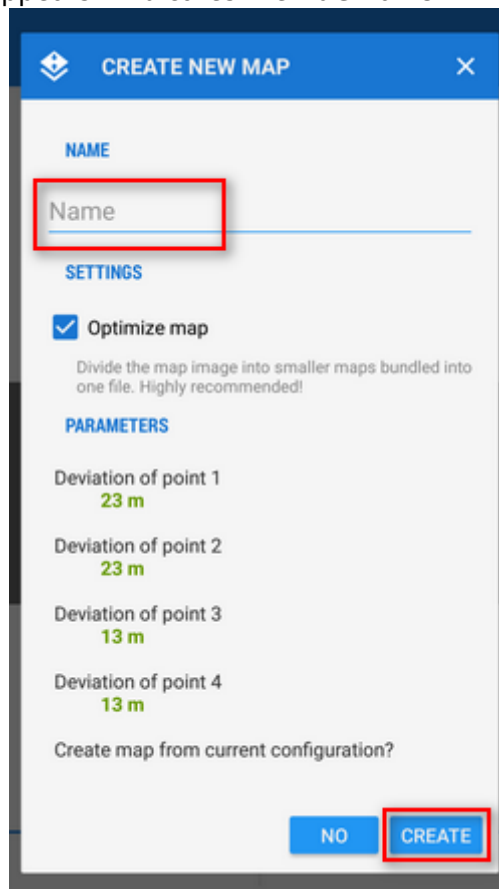 CREATE NEW MAP
NAME
Name
SETTINGS
Optimize map
Divide the map image into smaller maps bundled into
one file. Highly recommended!
PARAMETERS
Deviation of point 1
23 m
Deviation of point 2
23 m
Deviation of point 3
13 m
Deviation of point 4
13 m
Create map from current configuration?
NO CREATE